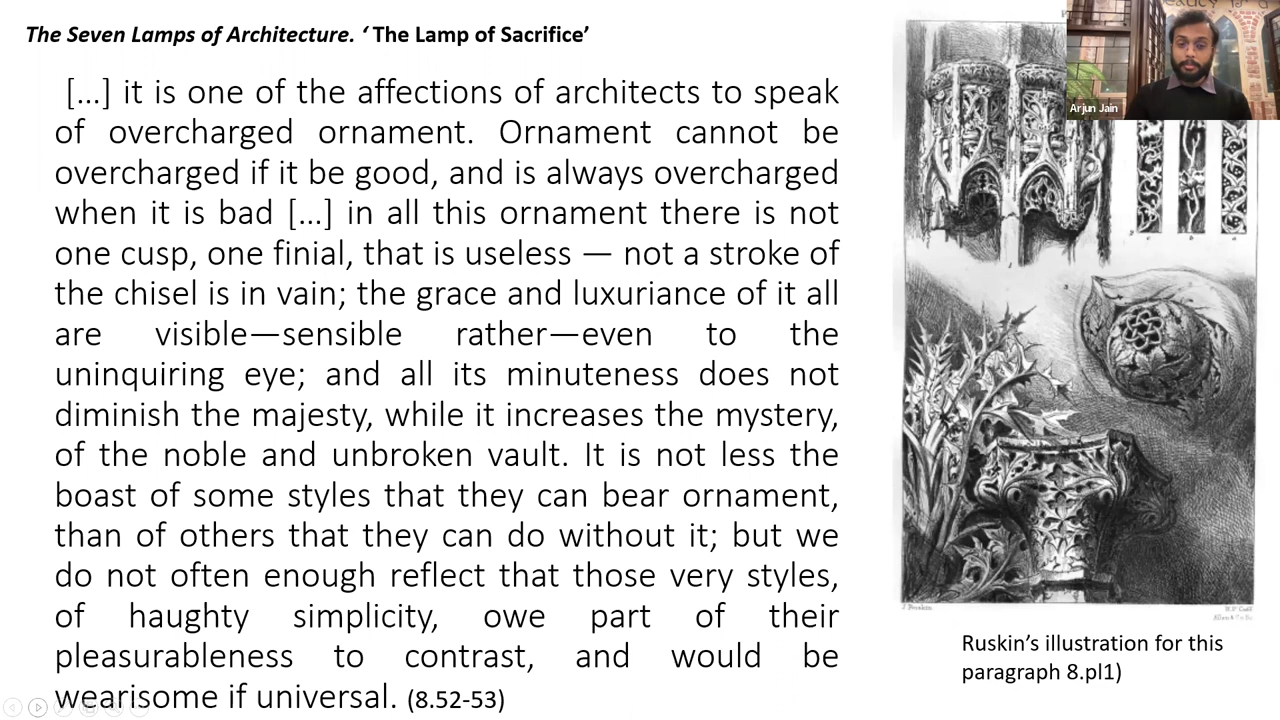 The Seven Lamps of Architecture. ‘ The Lamp of Sacrifice’
[…] it is one of the affections of architects to speak
of overcharged ornament. Ornament cannot be
overcharged if it be good, and is always overcharged
when it is bad […] in all this ornament there is not
one cusp, one finial, that is useless — not a stroke of
the chisel is in vain; the grace and luxuriance of it all
are visible—sensible rather—even to the
uninquiring eye; and all its minuteness does not
diminish the majesty, while it increases the mystery,
of the noble and unbroken vault. It is not less the
boast of some styles that they can bear ornament,
than of others that they can do without it; but we
do not often enough reflect that those very styles,
of haughty simplicity, owe part of their
pleasurableness to contrast, and would be
wearisome if universal. (8.52-53)
Arjun Jain
J Ruskin
Ruskin’s illustration for this
paragraph 8.pl1)